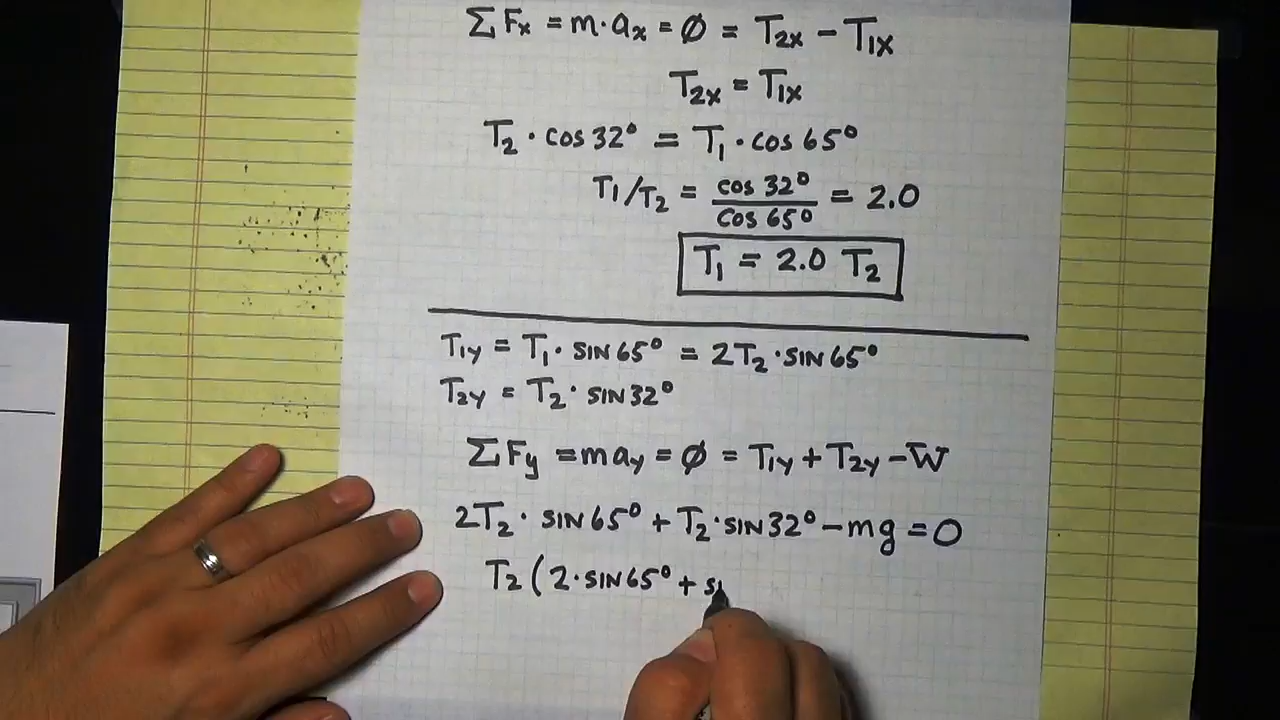 ΣFx = m·ax = Ø = T2x − T1x
T2x = T1x
T2 · cos 32° = T1 · cos 65°
T1/T2 = cos 32° / cos 65° = 2.0
T1 = 2.0 T2
T1y = T1 · SIN 65° = 2T2 · SIN 65°
T2y = T2 · SIN 32°
ΣFy = may = Ø = T1y + T2y − W
2T2 · SIN 65° + T2 · SIN 32° − mg = 0
T2 (2 · SIN 65° + s